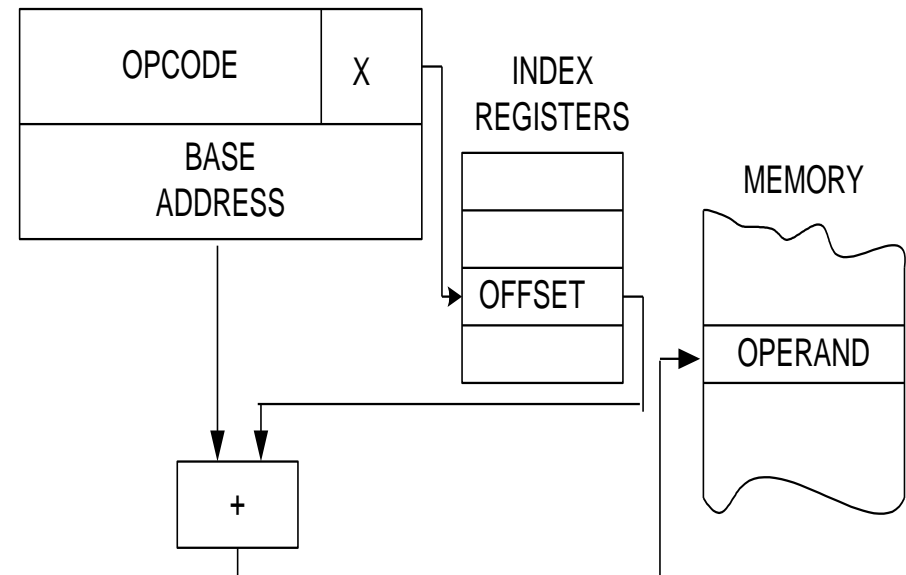 OPCODE
X
BASE
ADDRESS
INDEX
REGISTERS
OFFSET
MEMORY
OPERAND
+